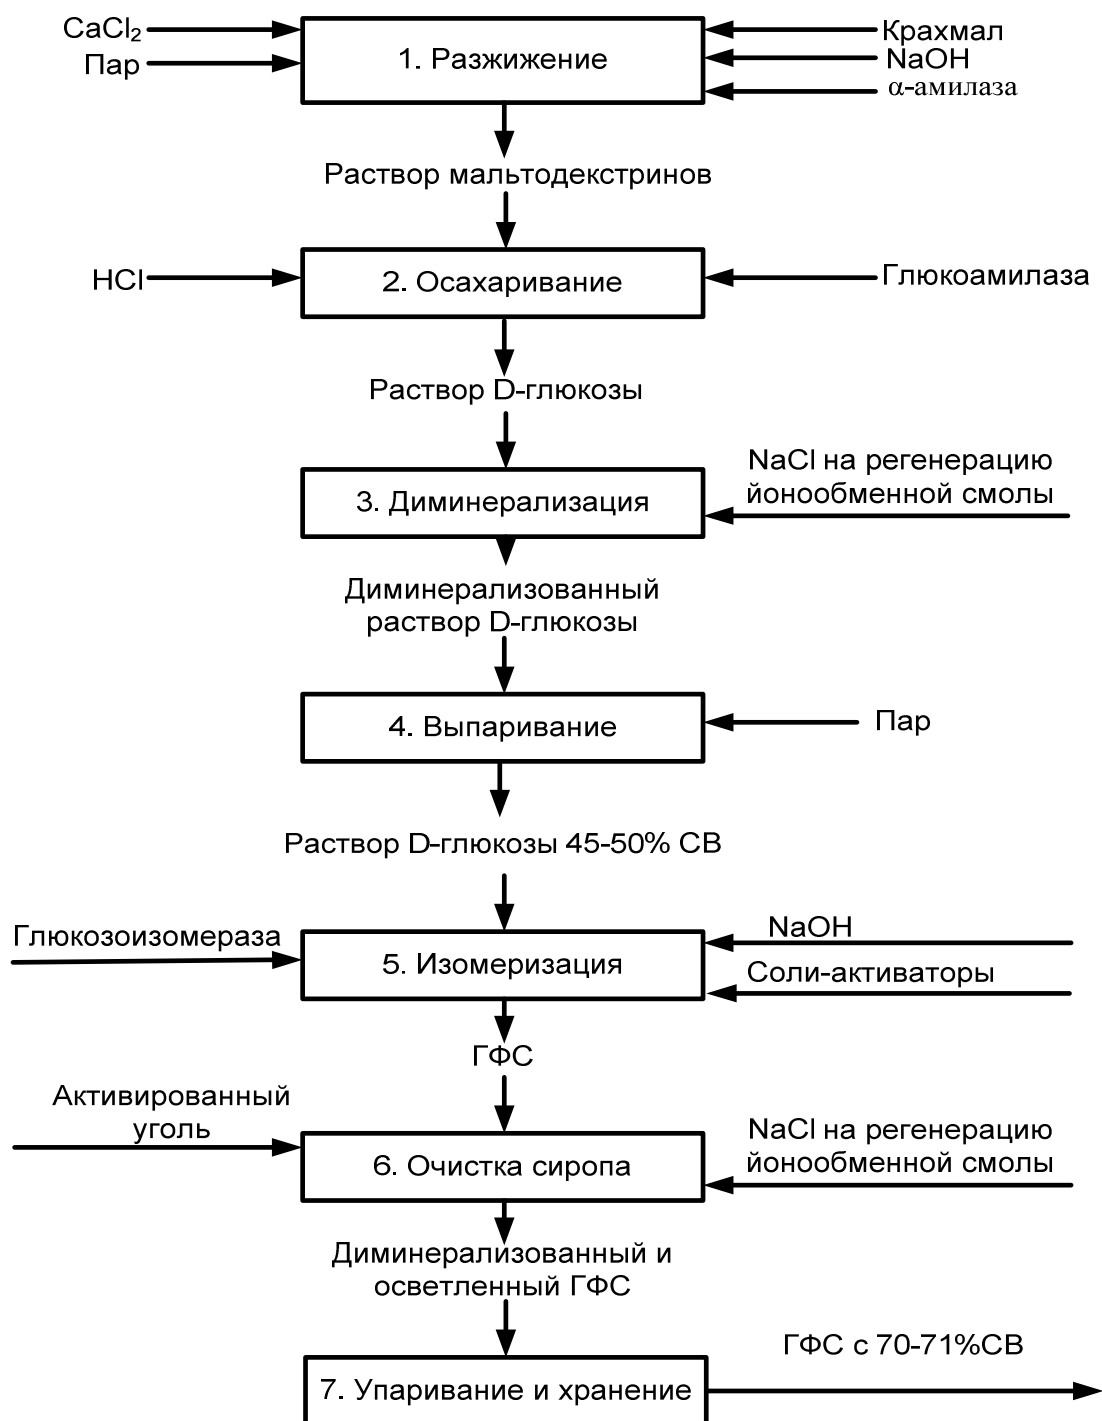 CaCl₂
Пар
1. Разжижение
Крахмал
NaOH
α-амилаза
Раствор мальтодекстринов
HCl
2. Осахаривание
Глюкоамилаза
Раствор D-глюкозы
3. Диминерализация
NaCl на регенерацию
йонообменной смолы
Диминерализованный
раствор D-глюкозы
4. Выпаривание
Пар
Раствор D-глюкозы 45-50% СВ
Глюкозоизомераза
5. Изомеризация
NaOH
Соли-активаторы
ГФС
Активированный
уголь
6. Очистка сиропа
NaCl на регенерацию
йонообменной смолы
Диминерализованный и
осветленный ГФС
7. Упаривание и хранение
ГФС с 70-71%СВ